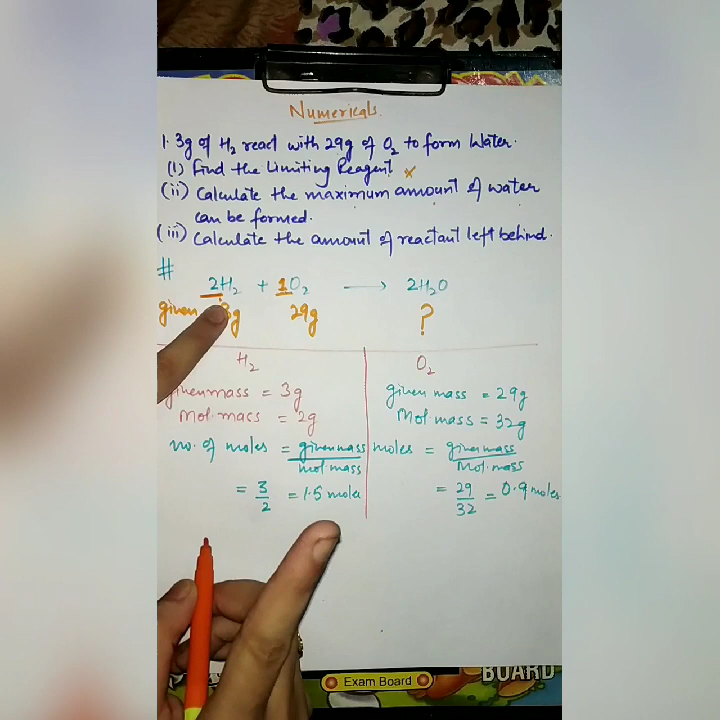 Numericals.
1. 3g of H₂ react with 29g of O₂ to form Water.
(i) Find the Limiting Reagent ×
(ii) Calculate the maximum amount of water
can be formed.
(iii) Calculate the amount of reactant left behind.
#
2H₂ + 1O₂ ⟶ 2H₂O
given 3g 29g ?
H₂
given mass = 3g
Mol. mass = 2g
no. of moles = given mass / mol. mass
= 3/2 = 1.5 moles
O₂
given mass = 29g
Mol. mass = 32g
moles = given mass / Mol. mass
= 29/32 = 0.9 moles
Exam Board
BOARD